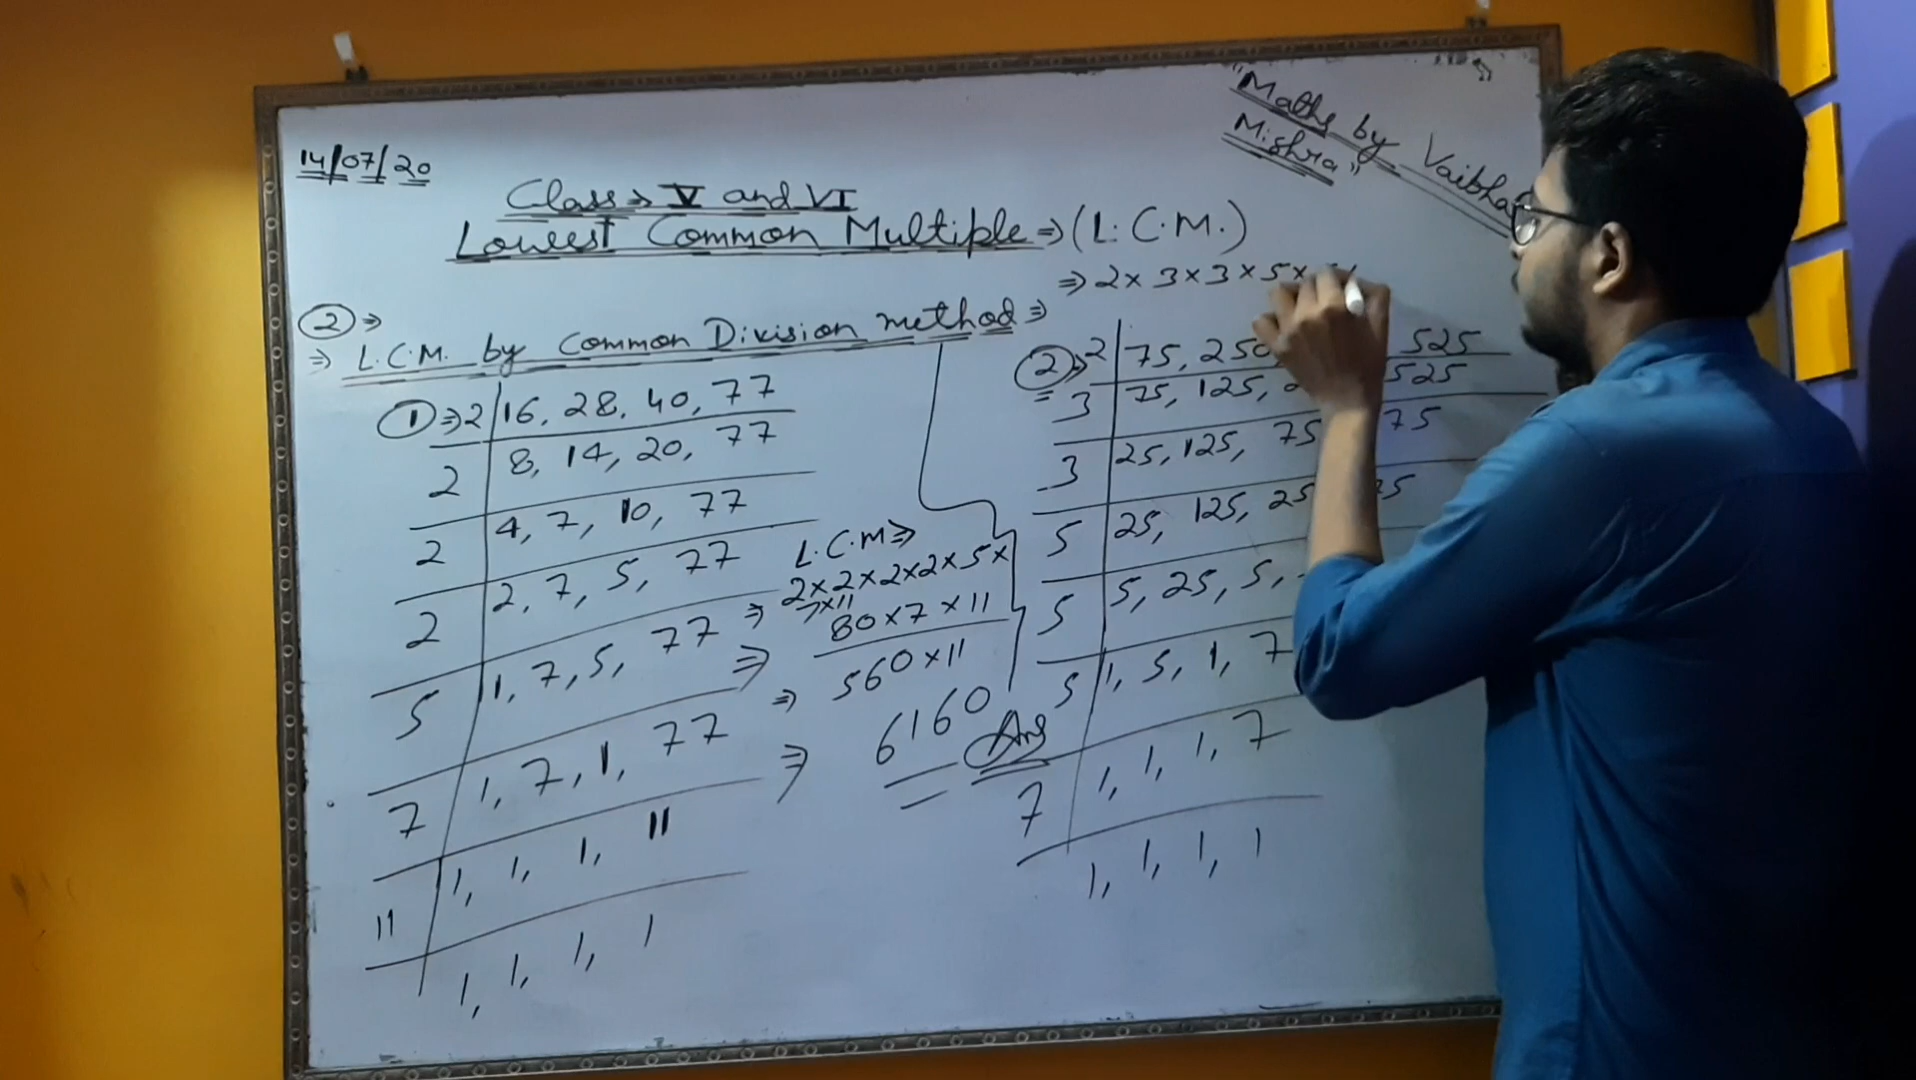 "Maths by Vaibha
Mishra"
14/07/20
Class → V and VI
Lowest Common Multiple ⇒ (L.C.M.)
② ⇒
⇒ L.C.M. by Common Division method ⇒
① ⇒ 2 | 16, 28, 40, 77
2 | 8, 14, 20, 77
2 | 4, 7, 10, 77
2 | 2, 7, 5, 77
5 | 1, 7, 5, 77
7 | 1, 7, 1, 77
11 | 1, 1, 1, 11
1, 1, 1, 1
L.C.M ⇒
⇒ 2×2×2×2×5×
7×11
⇒ 80×7×11
⇒ 560×11
⇒ 6160 Ans
⇒ 2×3×3×5×
② ⇒ 2 | 75, 250, 525
3 | 75, 125, 525
3 | 25, 125, 75 75
5 | 25, 125, 25
5 | 5, 25, 5,
5 | 1, 5, 1, 7
7 | 1, 1, 1, 7
1, 1, 1, 1